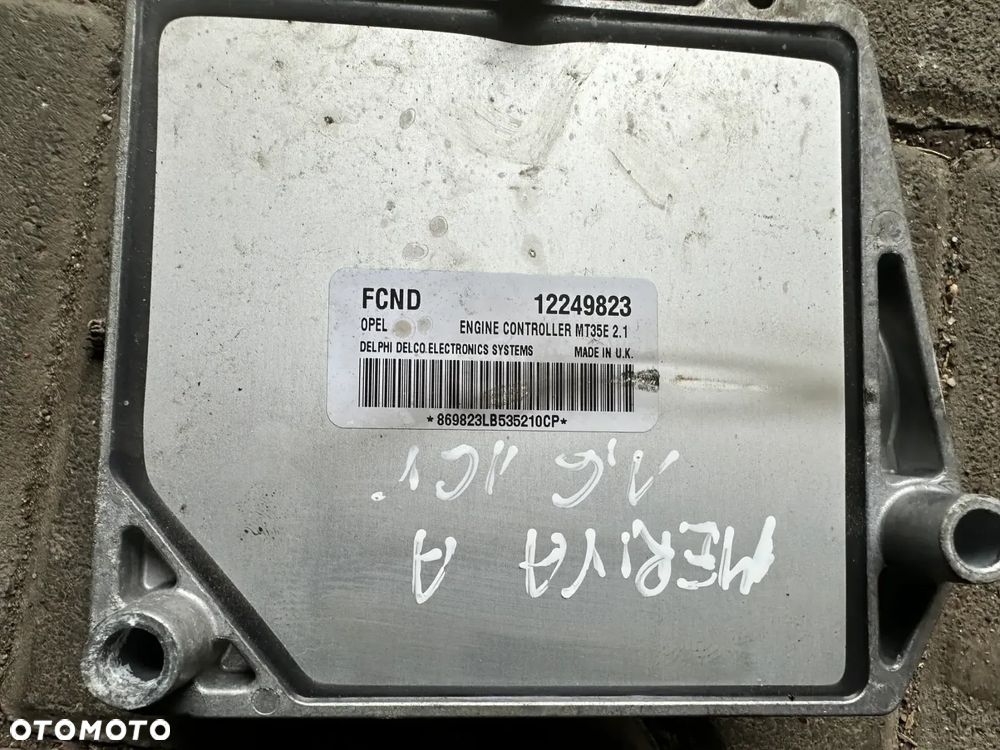 FCND 12249823
OPEL ENGINE CONTROLLER MT35E 2.1
DELPHI DELCO ELECTRONICS SYSTEMS MADE IN U.K.
*869823LB535210CP*
MERIVA A
1,6
OTOMOTO